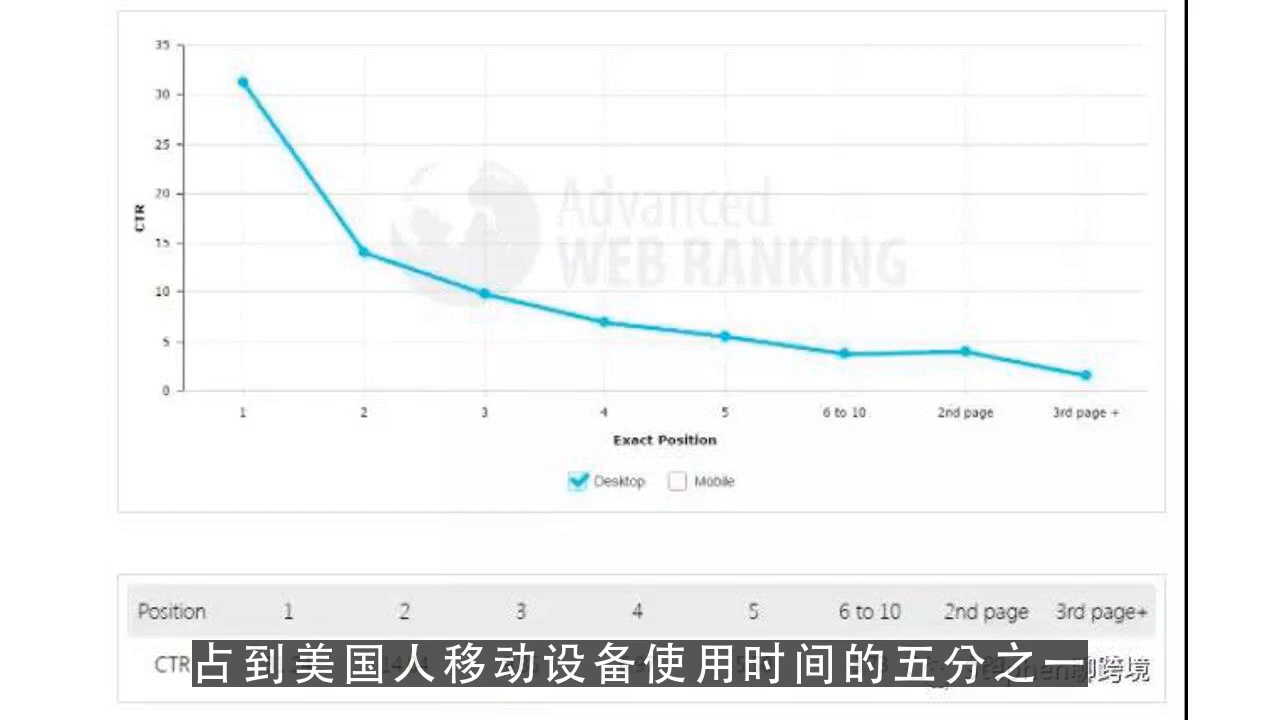 35
30
25
20
15
10
5
0
CTR
Advanced
WEB RANKING
1 2 3 4 5 6 to 10 2nd page 3rd page +
Exact Position
Desktop Mobile
Position 1 2 3 4 5 6 to 10 2nd page 3rd page+
CTR
占到美国人移动设备使用时间的五分之一
聊跨境